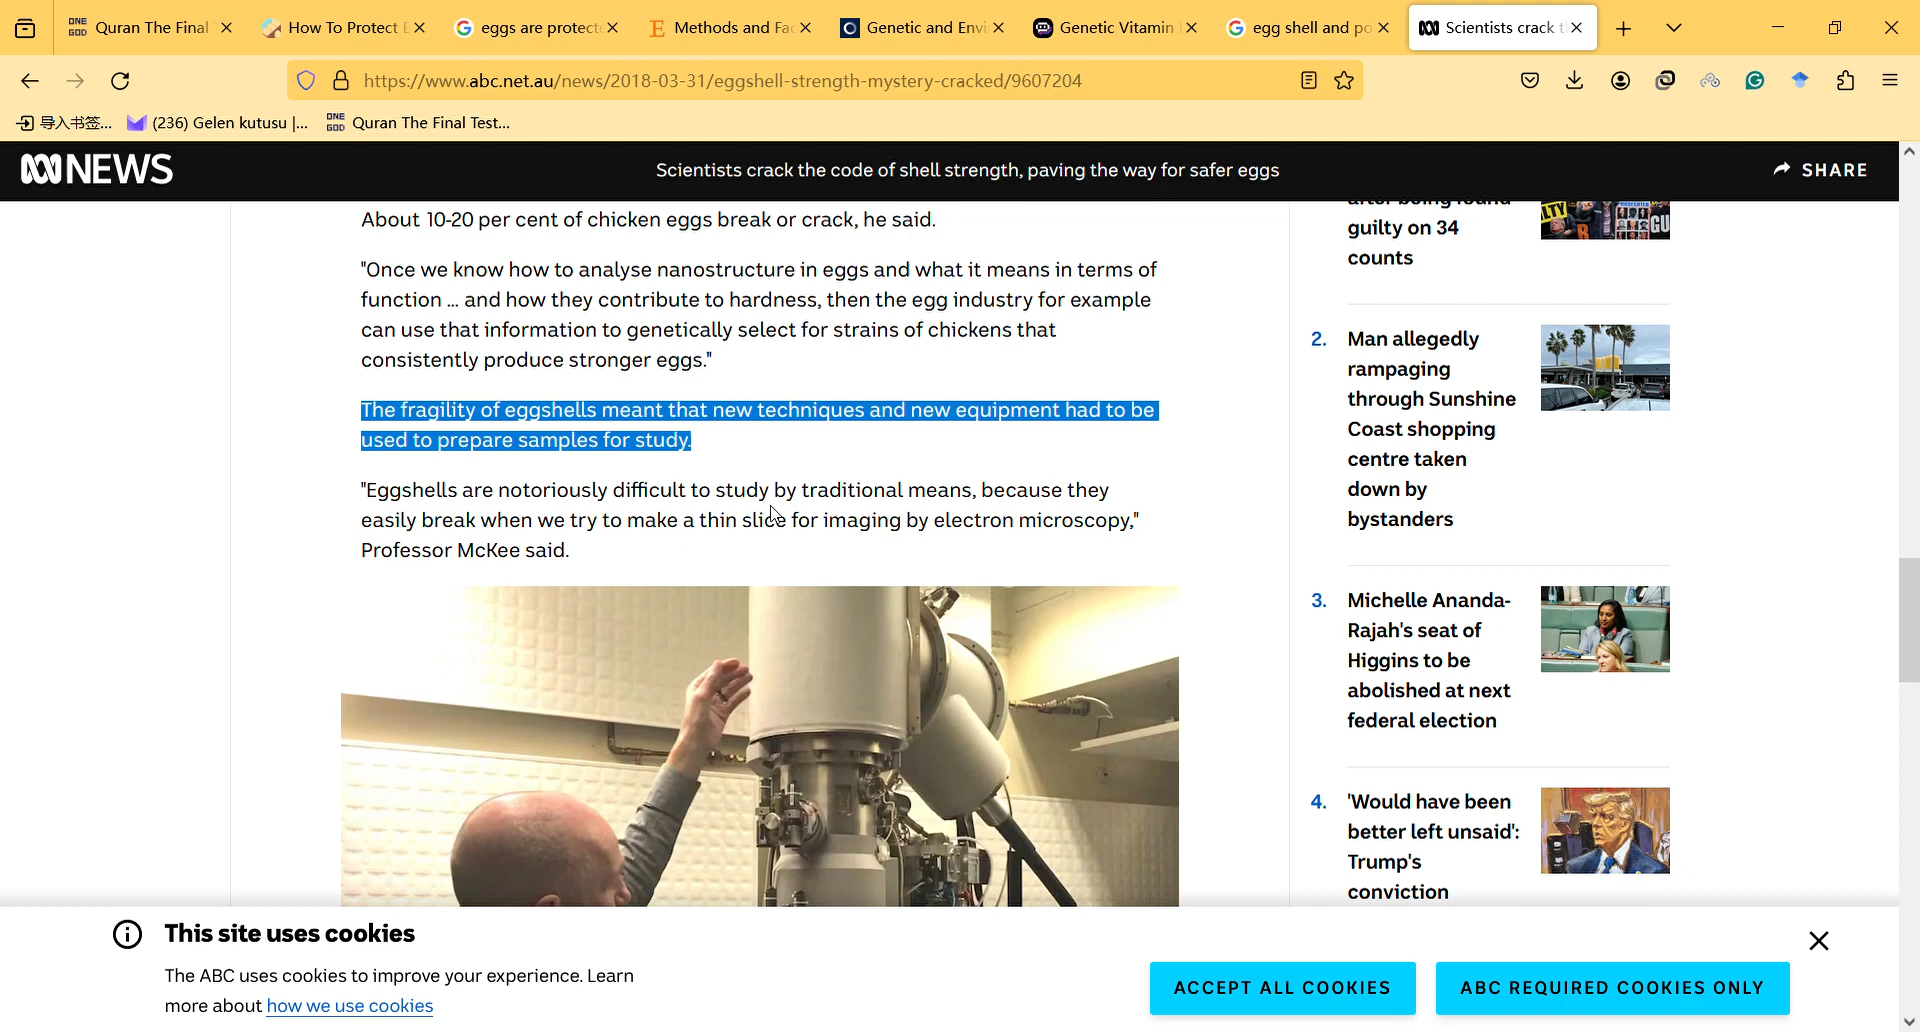 ONE GOD Quran The Final
How To Protect E
eggs are protecte
Methods and Fac
Genetic and Envi
Genetic Vitamin
egg shell and po
Scientists crack t
https://www.abc.net.au/news/2018-03-31/eggshell-strength-mystery-cracked/9607204
导入书签... (236) Gelen kutusu |... ONE GOD Quran The Final Test...
NEWS
Scientists crack the code of shell strength, paving the way for safer eggs
SHARE
About 10-20 per cent of chicken eggs break or crack, he said.
"Once we know how to analyse nanostructure in eggs and what it means in terms of
function ... and how they contribute to hardness, then the egg industry for example
can use that information to genetically select for strains of chickens that
consistently produce stronger eggs."
The fragility of eggshells meant that new techniques and new equipment had to be
used to prepare samples for study.
"Eggshells are notoriously difficult to study by traditional means, because they
easily break when we try to make a thin slice for imaging by electron microscopy,"
Professor McKee said.
after being found
guilty on 34
counts
2. Man allegedly
rampaging
through Sunshine
Coast shopping
centre taken
down by
bystanders
3. Michelle Ananda-
Rajah's seat of
Higgins to be
abolished at next
federal election
4. 'Would have been
better left unsaid':
Trump's
conviction
This site uses cookies
The ABC uses cookies to improve your experience. Learn
more about how we use cookies
ACCEPT ALL COOKIES
ABC REQUIRED COOKIES ONLY